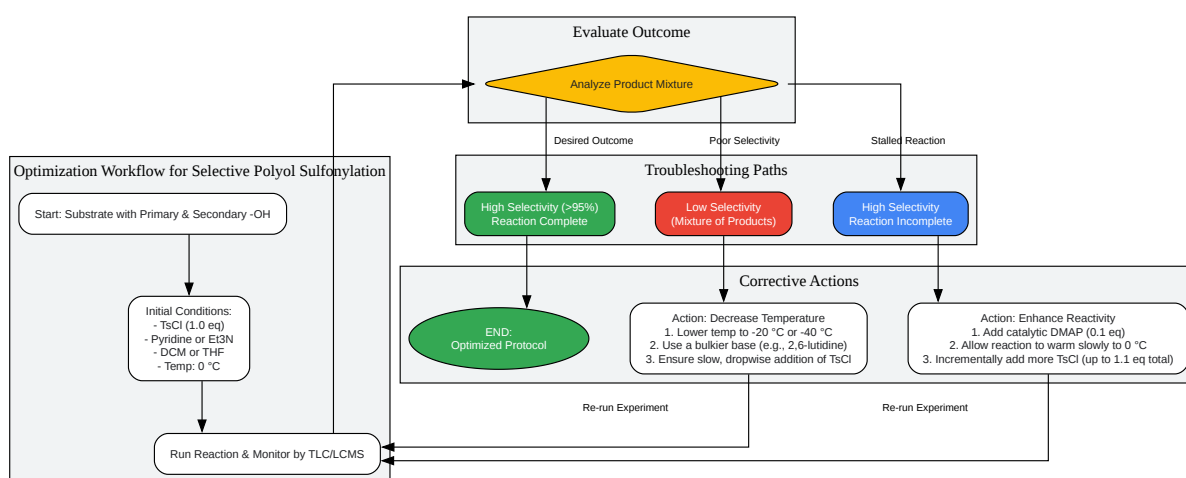 Evaluate Outcome
Analyze Product Mixture
Desired Outcome
Poor Selectivity
Stalled Reaction
Optimization Workflow for Selective Polyol Sulfonylation
Start: Substrate with Primary & Secondary -OH
Initial Conditions:
- TsCl (1.0 eq)
- Pyridine or Et3N
- DCM or THF
- Temp: 0 °C
Run Reaction & Monitor by TLC/LCMS
Troubleshooting Paths
High Selectivity (>95%)
Reaction Complete
Low Selectivity
(Mixture of Products)
High Selectivity
Reaction Incomplete
Corrective Actions
END:
Optimized Protocol
Action: Decrease Temperature
1. Lower temp to -20 °C or -40 °C
2. Use a bulkier base (e.g., 2,6-lutidine)
3. Ensure slow, dropwise addition of TsCl
Action: Enhance Reactivity
1. Add catalytic DMAP (0.1 eq)
2. Allow reaction to warm slowly to 0 °C
3. Incrementally add more TsCl (up to 1.1 eq total)
Re-run Experiment
Re-run Experiment